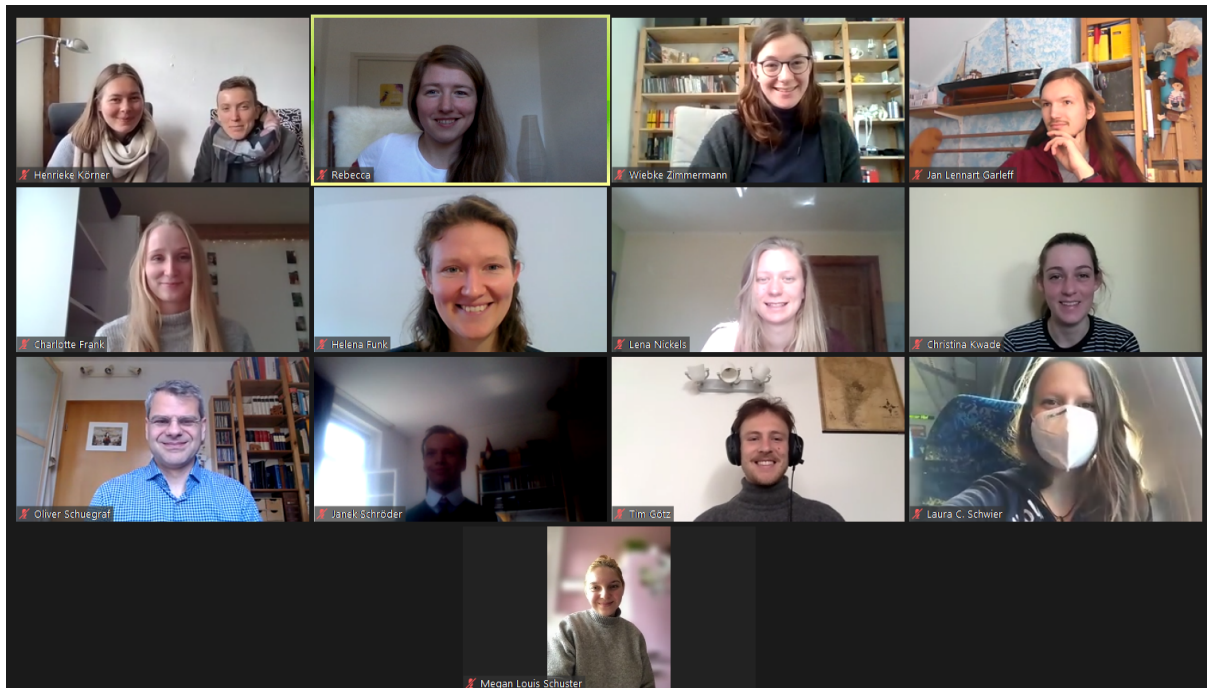 Henrieke Körner
Rebecca
Wiebke Zimmermann
Jan Lennart Garleff
Charlotte Frank
Helena Funk
Lena Nickels
Christina Kwade
Oliver Schuegraf
Janek Schröder
Tim Götz
Laura C. Schwier
Megan Louis Schuster